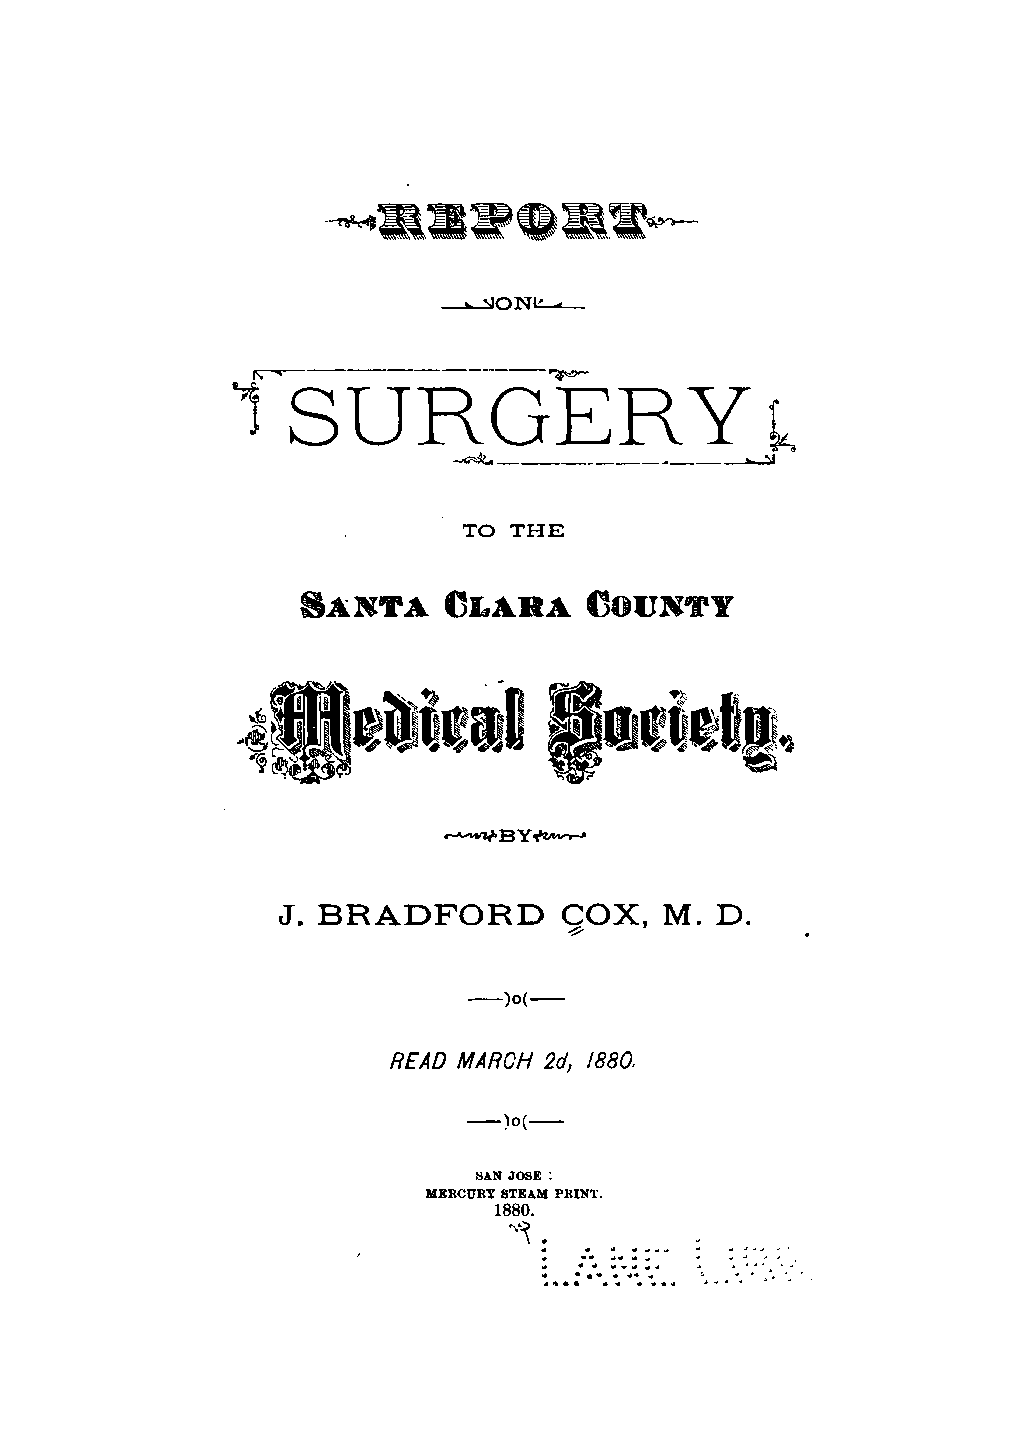 REPORT
ON
SURGERY
TO THE
SANTA CLARA COUNTY
Medical Society.
BY
J. BRADFORD COX, M. D.
)o(
READ MARCH 2d, 1880.
)o(
SAN JOSE :
MERCURY STEAM PRINT.
1880.
LANE